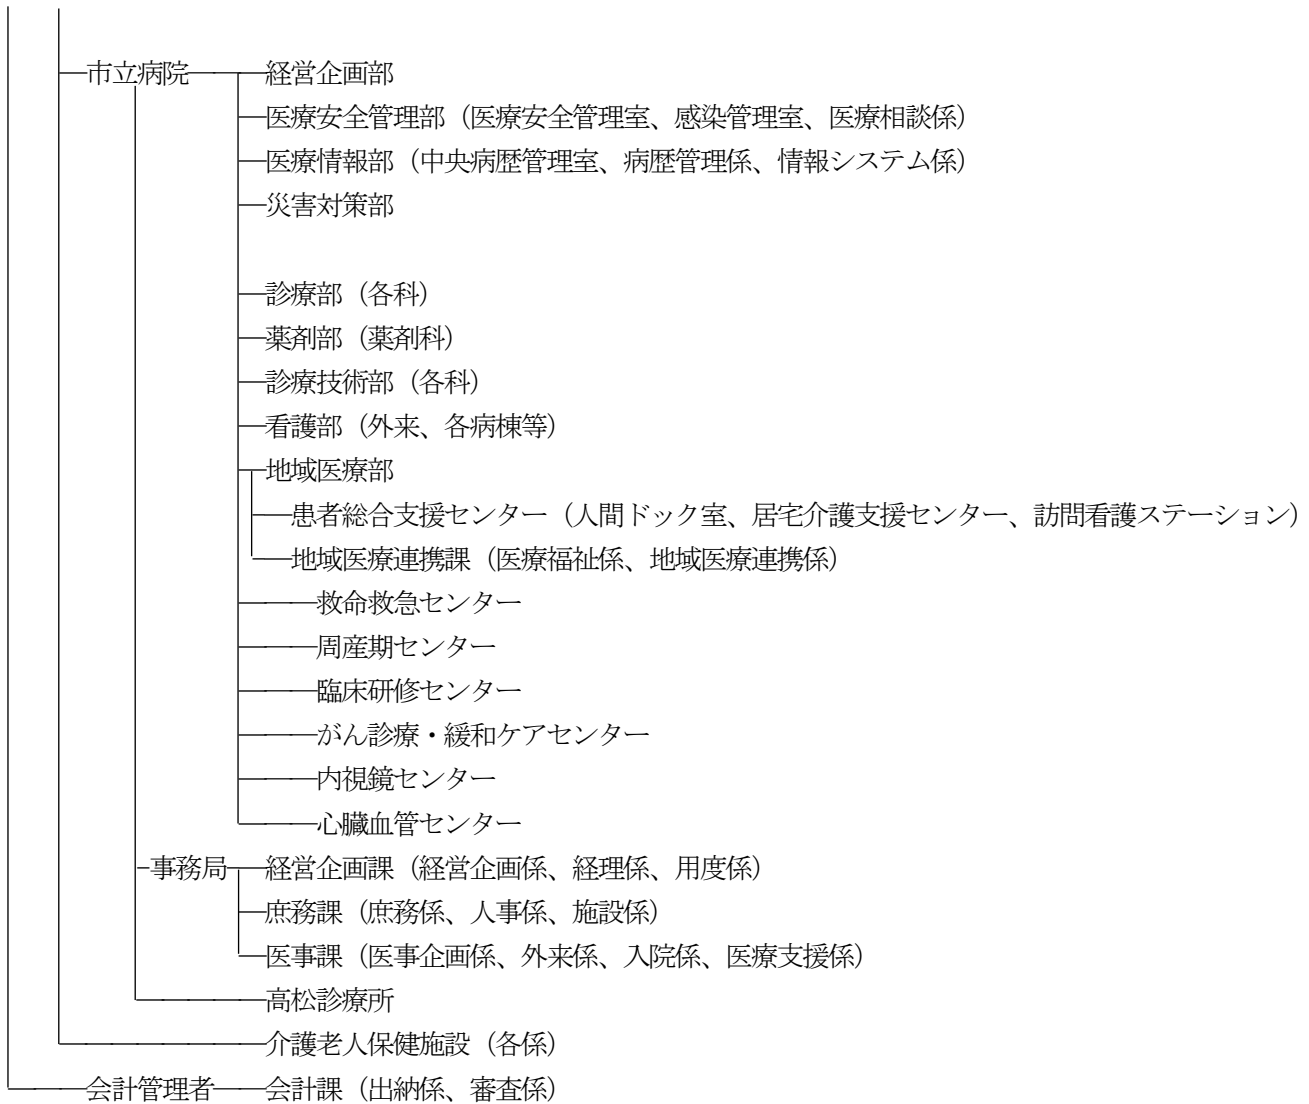 市立病院 経営企画部
医療安全管理部（医療安全管理室、感染管理室、医療相談係）
医療情報部（中央病歴管理室、病歴管理係、情報システム係）
災害対策部
診療部（各科）
薬剤部（薬剤科）
診療技術部（各科）
看護部（外来、各病棟等）
地域医療部
患者総合支援センター（人間ドック室、居宅介護支援センター、訪問看護ステーション）
地域医療連携課（医療福祉係、地域医療連携係）
救命救急センター
周産期センター
臨床研修センター
がん診療・緩和ケアセンター
内視鏡センター
心臓血管センター
事務局 経営企画課（経営企画係、経理係、用度係）
庶務課（庶務係、人事係、施設係）
医事課（医事企画係、外来係、入院係、医療支援係）
高松診療所
介護老人保健施設（各係）
会計管理者 会計課（出納係、審査係）